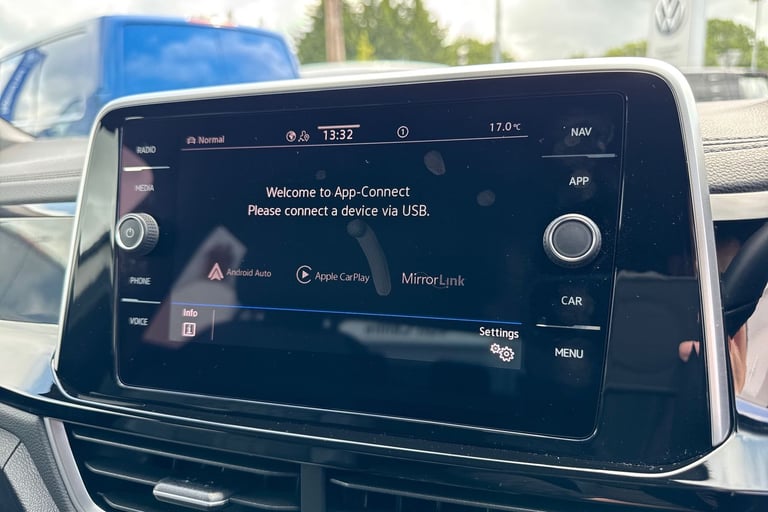 Normal
13:32
1
17.0°C
RADIO
MEDIA
PHONE
VOICE
NAV
APP
CAR
MENU
Welcome to App-Connect
Please connect a device via USB.
Android Auto
Apple CarPlay
MirrorLink
Info
i
Settings